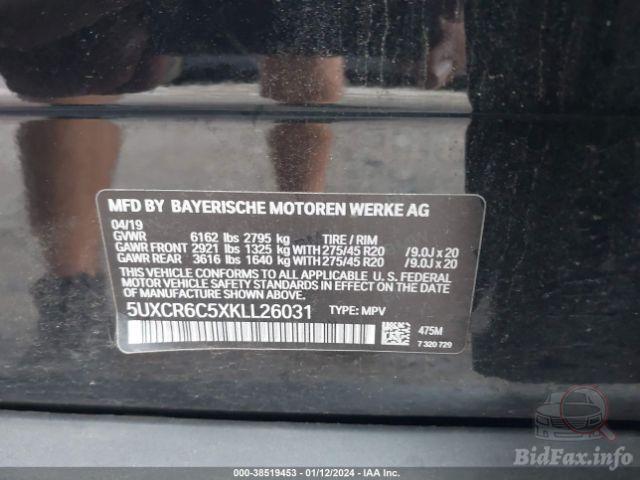 MFD BY BAYERISCHE MOTOREN WERKE AG
04/19
GVWR 6162 lbs 2795 kg TIRE / RIM
GAWR FRONT 2921 lbs 1325 kg WITH 275/45 R20 /9.0J x 20
GAWR REAR 3616 lbs 1640 kg WITH 275/45 R20 /9.0J x 20
THIS VEHICLE CONFORMS TO ALL APPLICABLE U. S. FEDERAL
MOTOR VEHICLE SAFETY STANDARDS IN EFFECT ON THE DATE OF
MANUFACTURE SHOWN ABOVE.
5UXCR6C5XKLL26031 TYPE: MPV
475M
7 320 729
000-38519453 - 01/12/2024 - IAA Inc.
BidFax.info